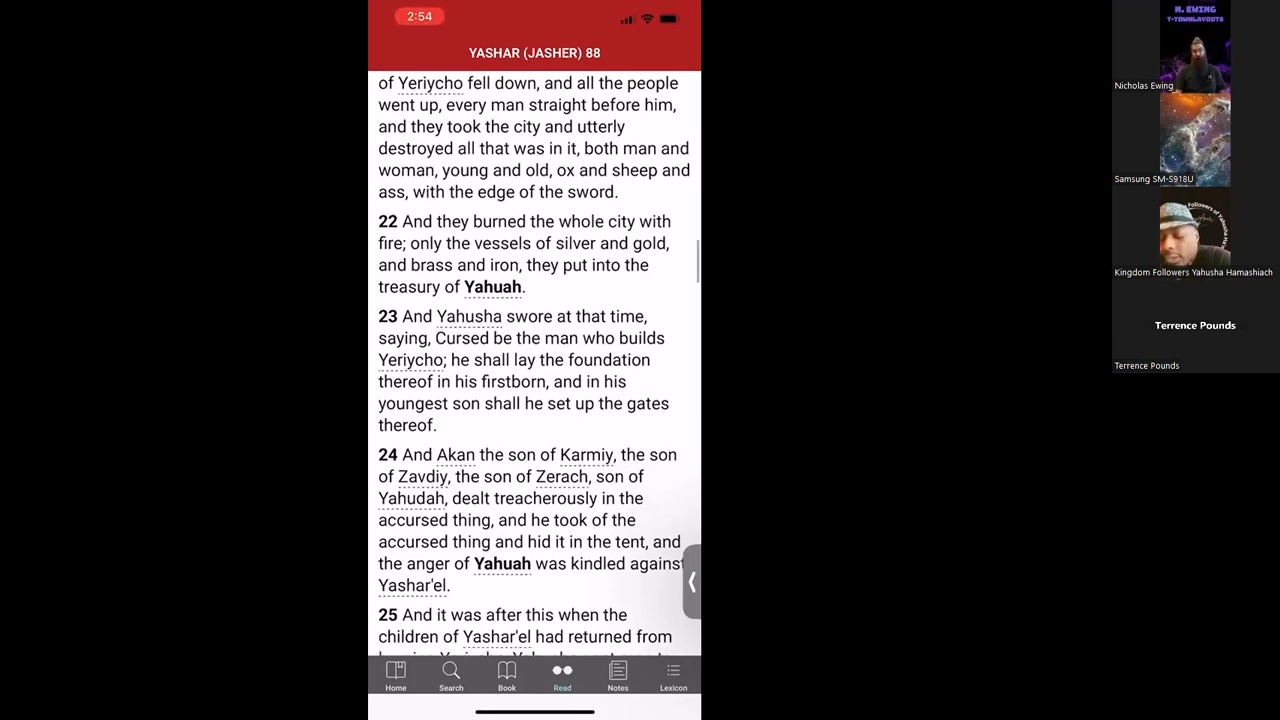 2:54
YASHAR (JASHER) 88
of Yeriycho fell down, and all the people
went up, every man straight before him,
and they took the city and utterly
destroyed all that was in it, both man and
woman, young and old, ox and sheep and
ass, with the edge of the sword.
22 And they burned the whole city with
fire; only the vessels of silver and gold,
and brass and iron, they put into the
treasury of Yahuah.
23 And Yahusha swore at that time,
saying, Cursed be the man who builds
Yeriycho; he shall lay the foundation
thereof in his firstborn, and in his
youngest son shall he set up the gates
thereof.
24 And Akan the son of Karmiy, the son
of Zavdiy, the son of Zerach, son of
Yahudah, dealt treacherously in the
accursed thing, and he took of the
accursed thing and hid it in the tent, and
the anger of Yahuah was kindled against
Yashar'el.
25 And it was after this when the
children of Yashar'el had returned from
Home
Search
Book
Read
Notes
Lexicon
N. EWING
T-TOWNLAYOUTS
Nicholas Ewing
Samsung SM-S918U
Followers of Yahusha
Kingdom Followers Yahusha Hamashiach
Terrence Pounds
Terrence Pounds